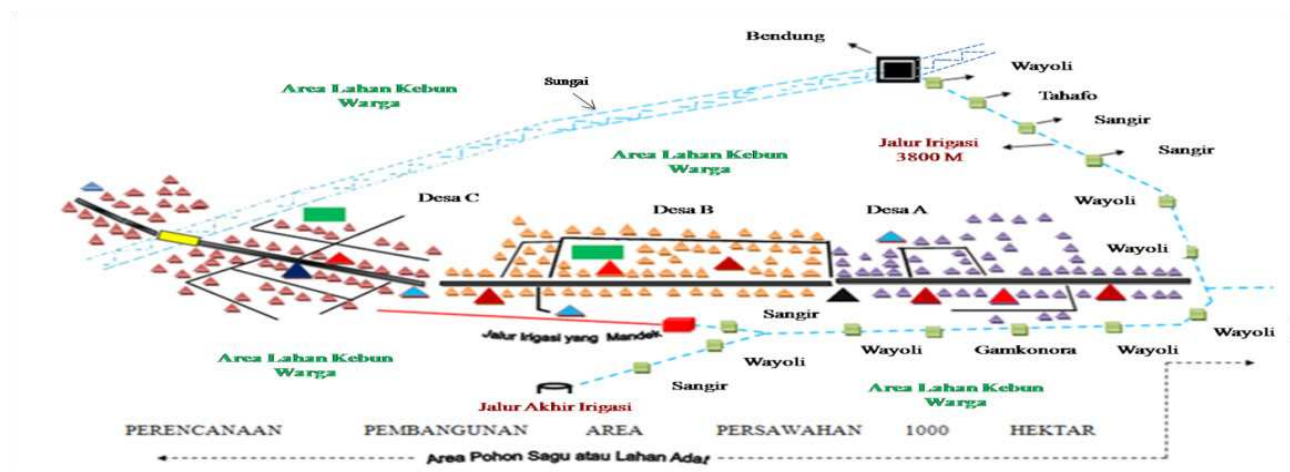 Bendung
Wayoli
Sungai
Area Lahan Kebun
Warga
Tahafo
Sangir
Jalur Irigasi
3800 M
Sangir
Area Lahan Kebun
Warga
Desa C
Desa B
Desa A
Wayoli
Wayoli
Sangir
Jalur Irigasi yang Mandek
Wayoli
Wayoli
Gamkonora
Wayoli
Wayoli
Area Lahan Kebun
Warga
Sangir
Area Lahan Kebun
Warga
Jalur Akhir Irigasi
PERENCANAAN PEMBANGUNAN AREA PERSAWAHAN 1000 HEKTAR
Area Pohon Sagu atau Lahan Adat